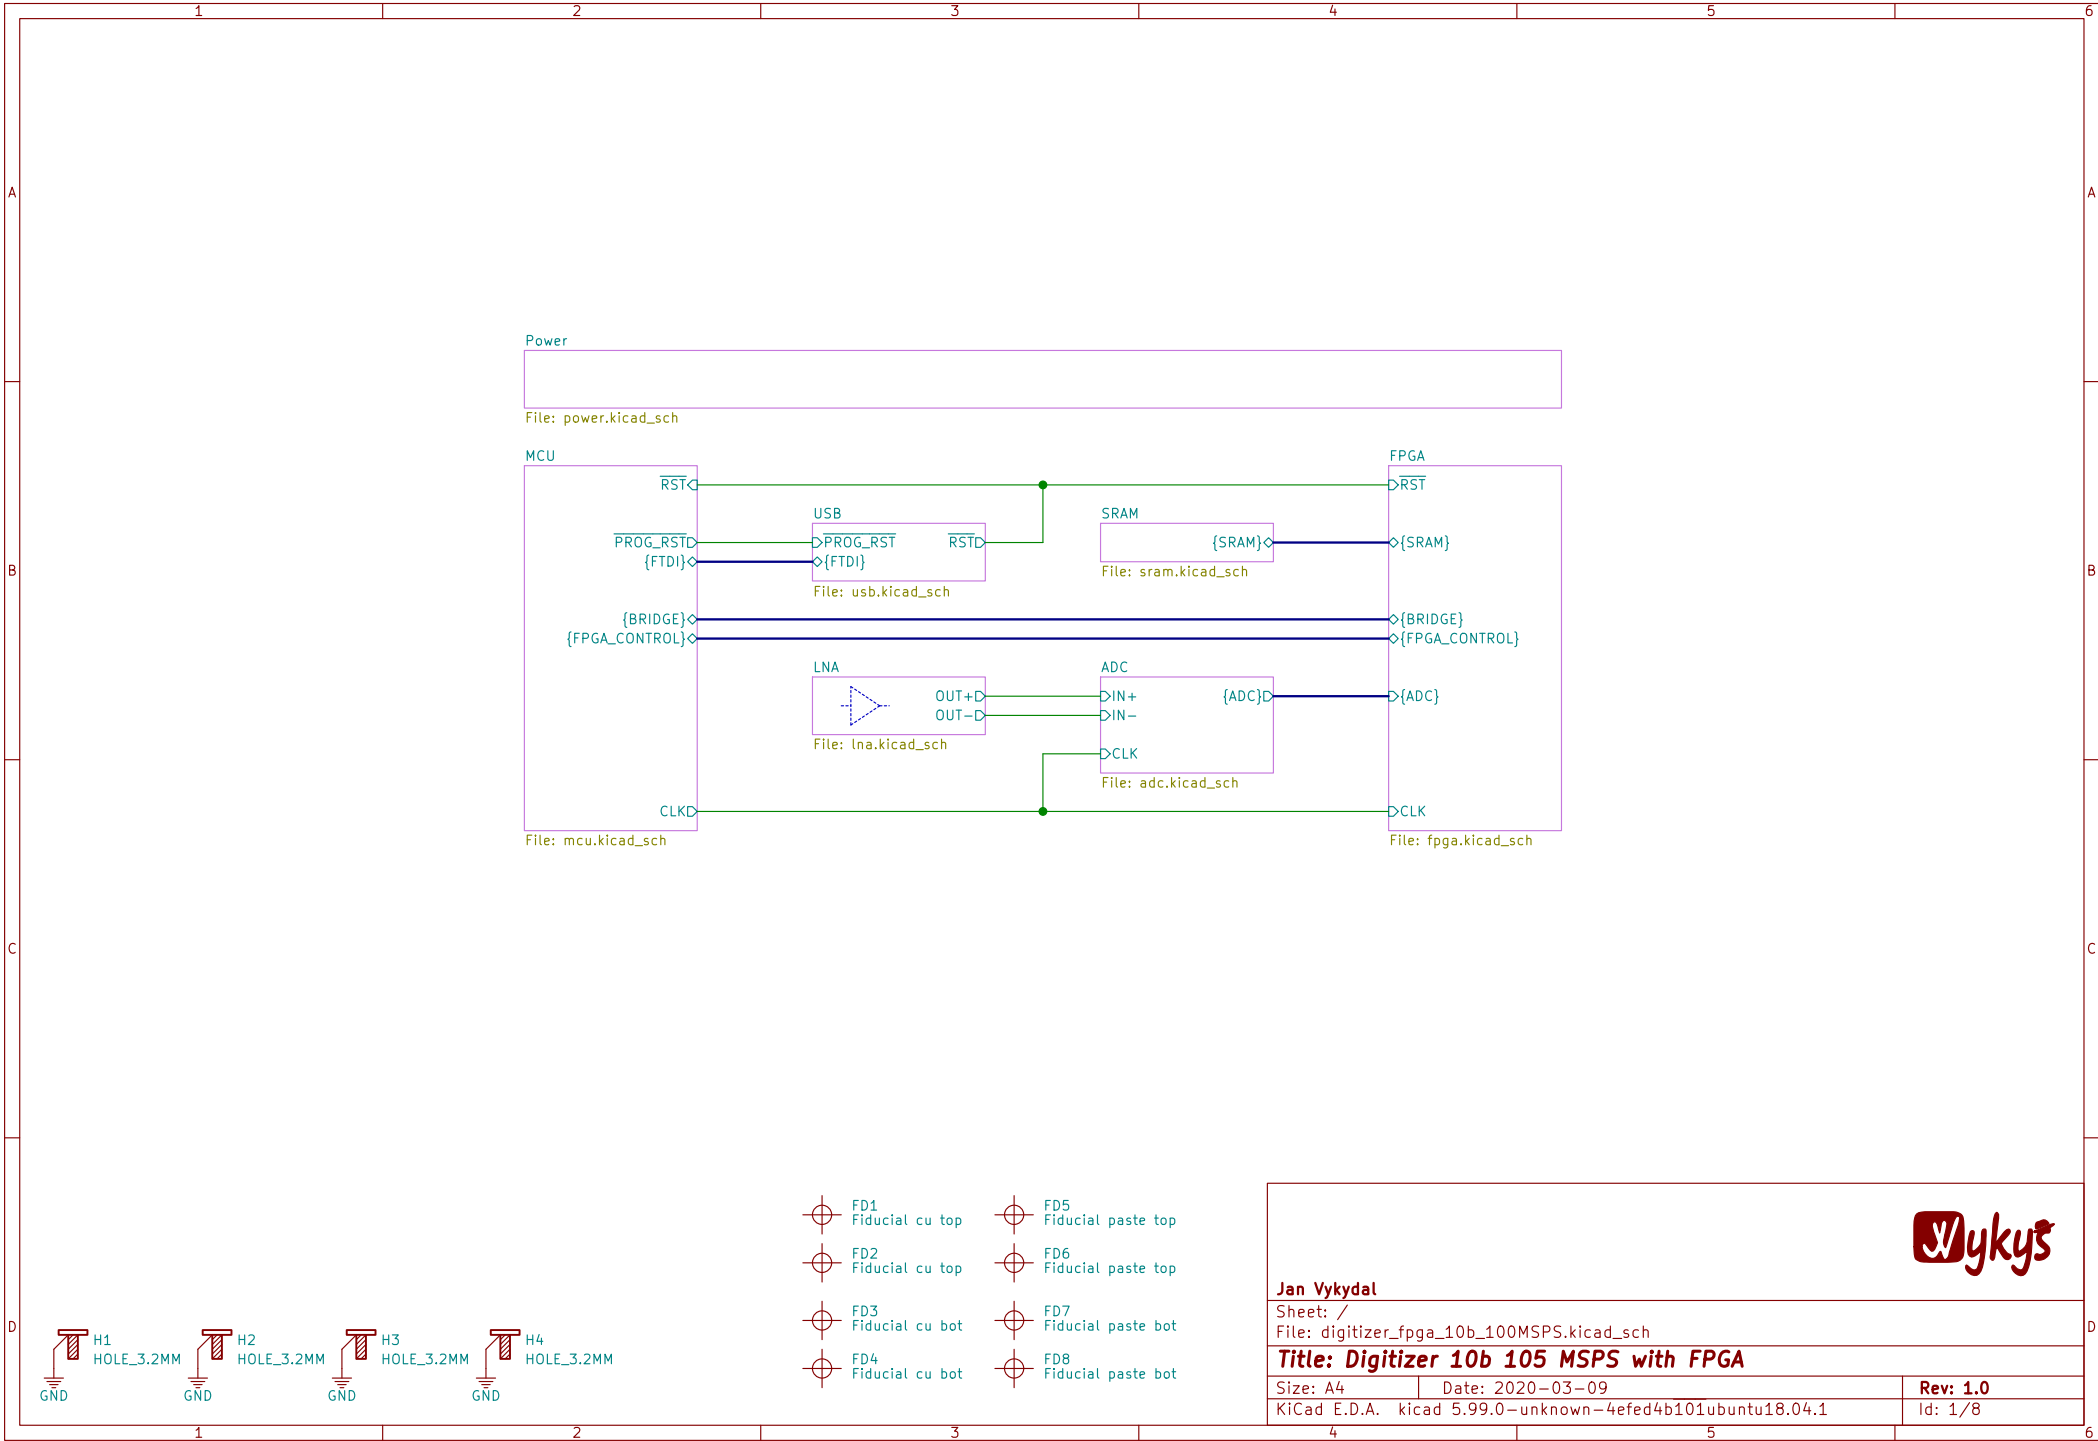 1 2 3 4 5 6
A A
Power
File: power.kicad_sch
MCU
RST
PROG_RST
{FTDI}
{BRIDGE}
{FPGA_CONTROL}
CLK
File: mcu.kicad_sch
USB
PROG_RST RST
{FTDI}
File: usb.kicad_sch
SRAM
{SRAM}
File: sram.kicad_sch
LNA
OUT+
OUT-
File: lna.kicad_sch
ADC
IN+ {ADC}
IN-
CLK
File: adc.kicad_sch
FPGA
RST
{SRAM}
{BRIDGE}
{FPGA_CONTROL}
{ADC}
CLK
File: fpga.kicad_sch
B B
C C
D D
H1
HOLE_3.2MM
GND
H2
HOLE_3.2MM
GND
H3
HOLE_3.2MM
GND
H4
HOLE_3.2MM
GND
FD1
Fiducial cu top
FD2
Fiducial cu top
FD3
Fiducial cu bot
FD4
Fiducial cu bot
FD5
Fiducial paste top
FD6
Fiducial paste top
FD7
Fiducial paste bot
FD8
Fiducial paste bot
Wykys
Jan Vykydal
Sheet: /
File: digitizer_fpga_10b_100MSPS.kicad_sch
Title: Digitizer 10b 105 MSPS with FPGA
Size: A4 Date: 2020-03-09 Rev: 1.0
KiCad E.D.A. kicad 5.99.0-unknown-4efed4b101ubuntu18.04.1 Id: 1/8
1 2 3 4 5 6